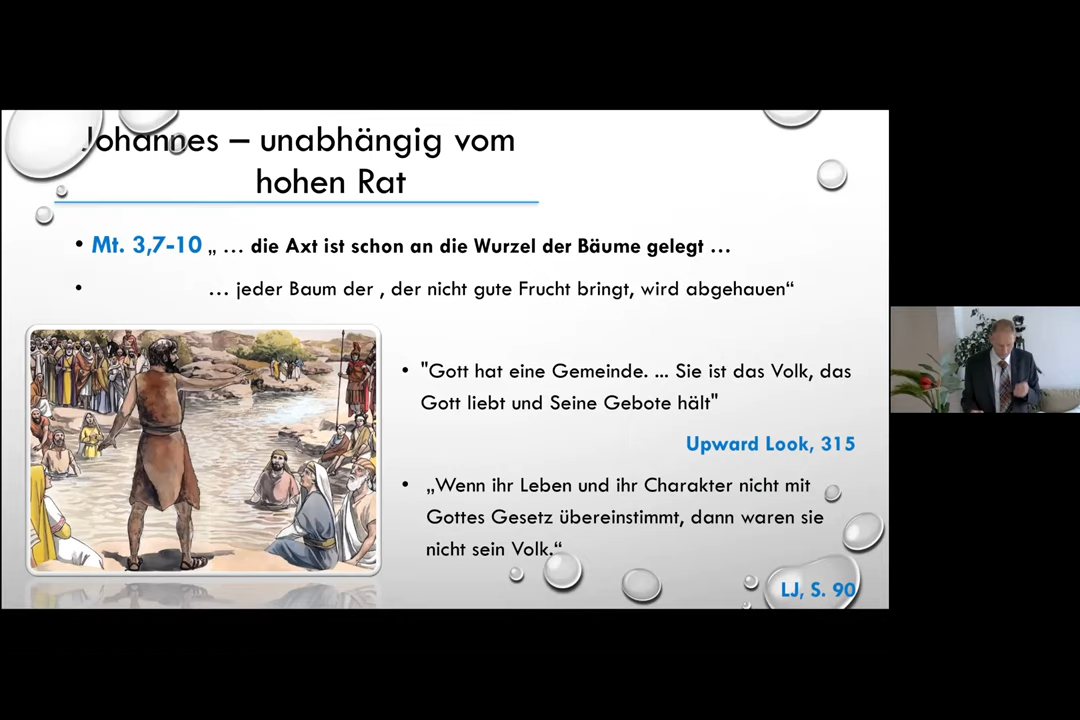 Johannes – unabhängig vom
hohen Rat
• Mt. 3,7-10 „ … die Axt ist schon an die Wurzel der Bäume gelegt …
• … jeder Baum der , der nicht gute Frucht bringt, wird abgehauen“
• "Gott hat eine Gemeinde. ... Sie ist das Volk, das
Gott liebt und Seine Gebote hält"
Upward Look, 315
• „Wenn ihr Leben und ihr Charakter nicht mit
Gottes Gesetz übereinstimmt, dann waren sie
nicht sein Volk.“
LJ, S. 90